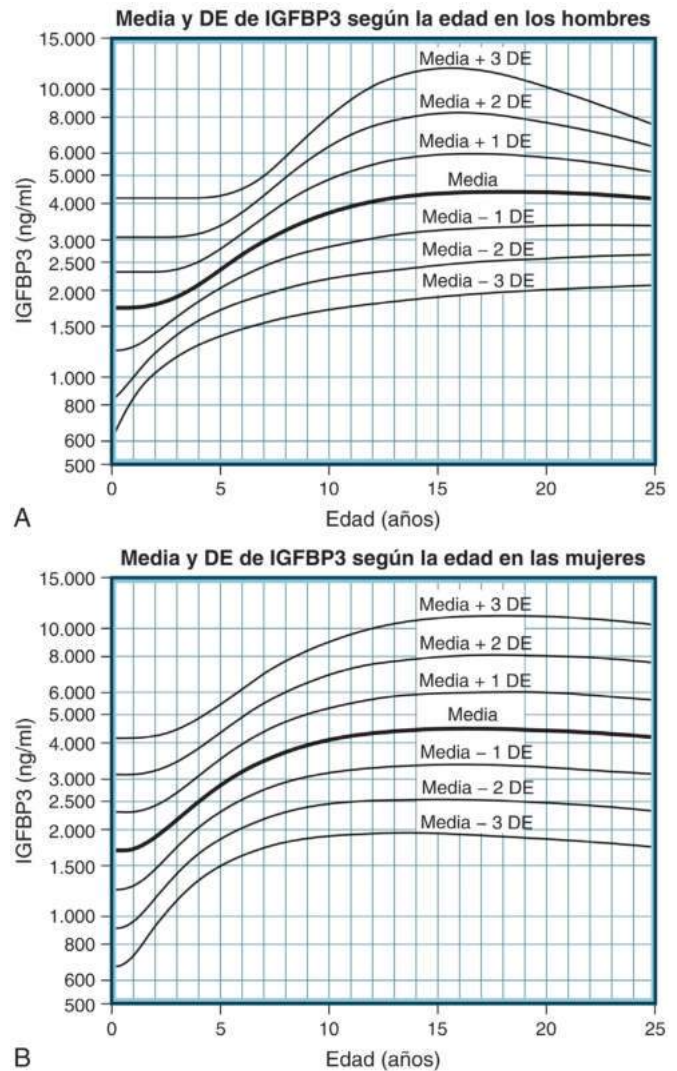 Media y DE de IGFBP3 según la edad en los hombres
15.000
10.000
8.000
6.000
5.000
4.000
3.000
2.500
2.000
1.500
1.000
800
600
500
IGFBP3 (ng/ml)
Media + 3 DE
Media + 2 DE
Media + 1 DE
Media
Media − 1 DE
Media − 2 DE
Media − 3 DE
0 5 10 15 20 25
A
Edad (años)
Media y DE de IGFBP3 según la edad en las mujeres
15.000
10.000
8.000
6.000
5.000
4.000
3.000
2.500
2.000
1.500
1.000
800
600
500
IGFBP3 (ng/ml)
Media + 3 DE
Media + 2 DE
Media + 1 DE
Media
Media − 1 DE
Media − 2 DE
Media − 3 DE
0 5 10 15 20 25
B
Edad (años)